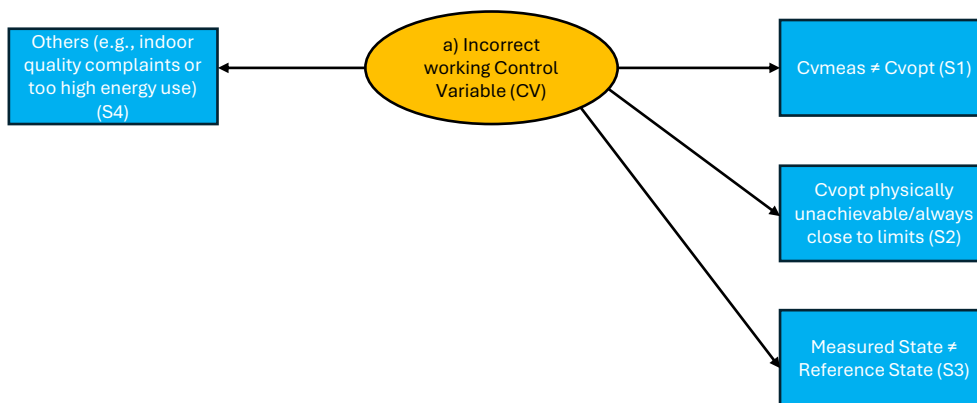 Others (e.g., indoor
quality complaints or
too high energy use)
(S4)
a) Incorrect
working Control
Variable (CV)
Cvmeas ≠ Cvopt (S1)
Cvopt physically
unachievable/always
close to limits (S2)
Measured State ≠
Reference State (S3)